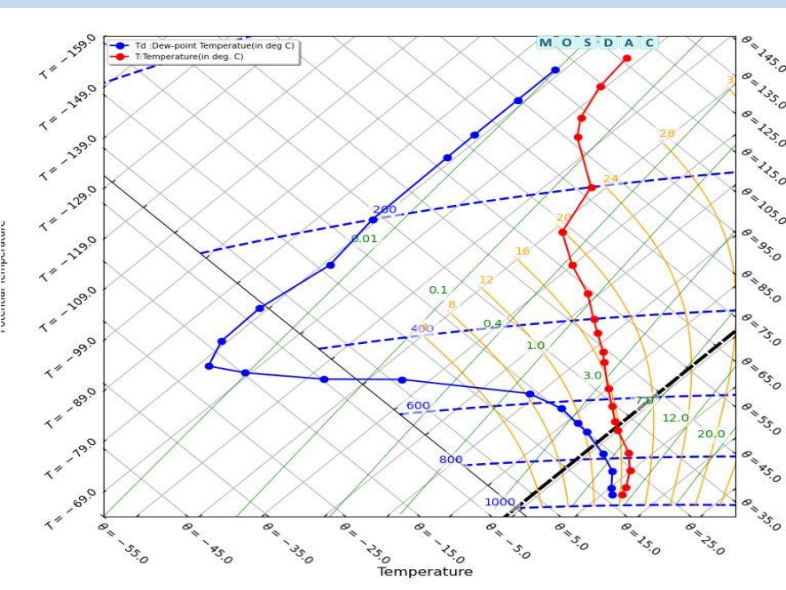 M O S D A C
Td :Dew-point Temperatue(in deg C)
T:Temperature(in deg. C)
T = −159.0
T = −149.0
T = −139.0
T = −129.0
T = −119.0
T = −109.0
T = −99.0
T = −89.0
T = −79.0
T = −69.0
θ=145.0
θ=135.0
θ=125.0
θ=115.0
θ=105.0
θ=95.0
θ=85.0
θ=75.0
θ=65.0
θ=55.0
θ=45.0
θ=35.0
28
24
20
16
12
8
200
400
600
800
1000
0.01
0.1
0.4
1.0
3.0
7.0
12.0
20.0
θ=−55.0
θ=−45.0
θ=−35.0
θ=−25.0
θ=−15.0
θ=−5.0
θ=5.0
θ=15.0
θ=25.0
Temperature